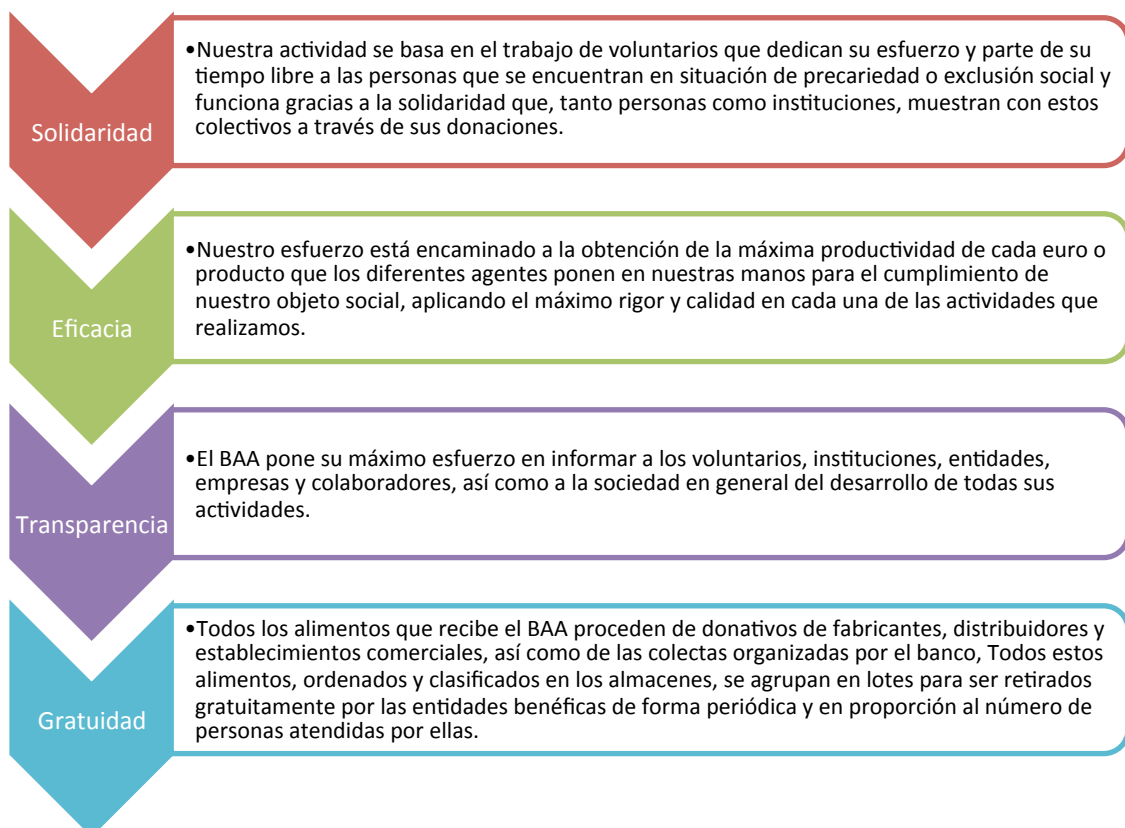 Solidaridad
•Nuestra actividad se basa en el trabajo de voluntarios que dedican su esfuerzo y parte de su
tiempo libre a las personas que se encuentran en situación de precariedad o exclusión social y
funciona gracias a la solidaridad que, tanto personas como instituciones, muestran con estos
colectivos a través de sus donaciones.
Eficacia
•Nuestro esfuerzo está encaminado a la obtención de la máxima productividad de cada euro o
producto que los diferentes agentes ponen en nuestras manos para el cumplimiento de
nuestro objeto social, aplicando el máximo rigor y calidad en cada una de las actividades que
realizamos.
Transparencia
•El BAA pone su máximo esfuerzo en informar a los voluntarios, instituciones, entidades,
empresas y colaboradores, así como a la sociedad en general del desarrollo de todas sus
actividades.
Gratuidad
•Todos los alimentos que recibe el BAA proceden de donativos de fabricantes, distribuidores y
establecimientos comerciales, así como de las colectas organizadas por el banco, Todos estos
alimentos, ordenados y clasificados en los almacenes, se agrupan en lotes para ser retirados
gratuitamente por las entidades benéficas de forma periódica y en proporción al número de
personas atendidas por ellas.